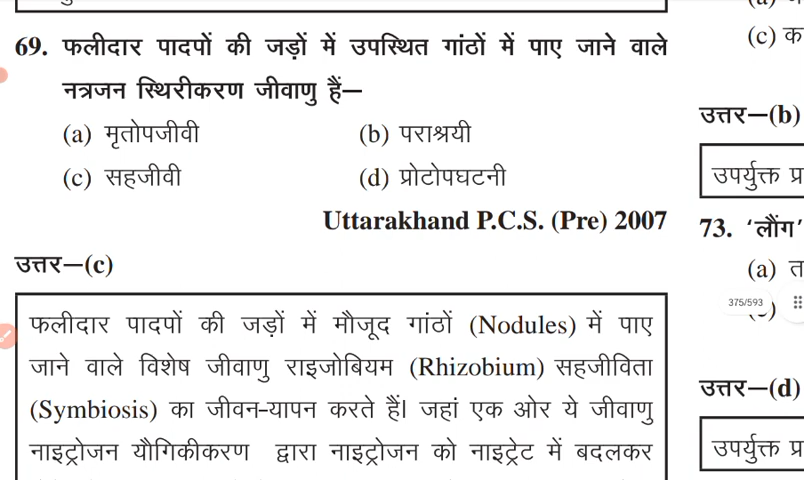 69. फलीदार पादपों की जड़ों में उपस्थित गांठों में पाए जाने वाले
नत्रजन स्थिरीकरण जीवाणु हैं—
(a) मृतोपजीवी (b) पराश्रयी
(c) सहजीवी (d) प्रोटोपघटनी
Uttarakhand P.C.S. (Pre) 2007
उत्तर—(c)
फलीदार पादपों की जड़ों में मौजूद गांठों (Nodules) में पाए
जाने वाले विशेष जीवाणु राइजोबियम (Rhizobium) सहजीविता
(Symbiosis) का जीवन-यापन करते हैं। जहां एक ओर ये जीवाणु
नाइट्रोजन यौगिकीकरण द्वारा नाइट्रोजन को नाइट्रेट में बदलकर
(c) क
उत्तर—(b)
उपर्युक्त प्र
73. ‘लौंग’
(a) त
375/593
उत्तर—(d)
उपर्युक्त प्र